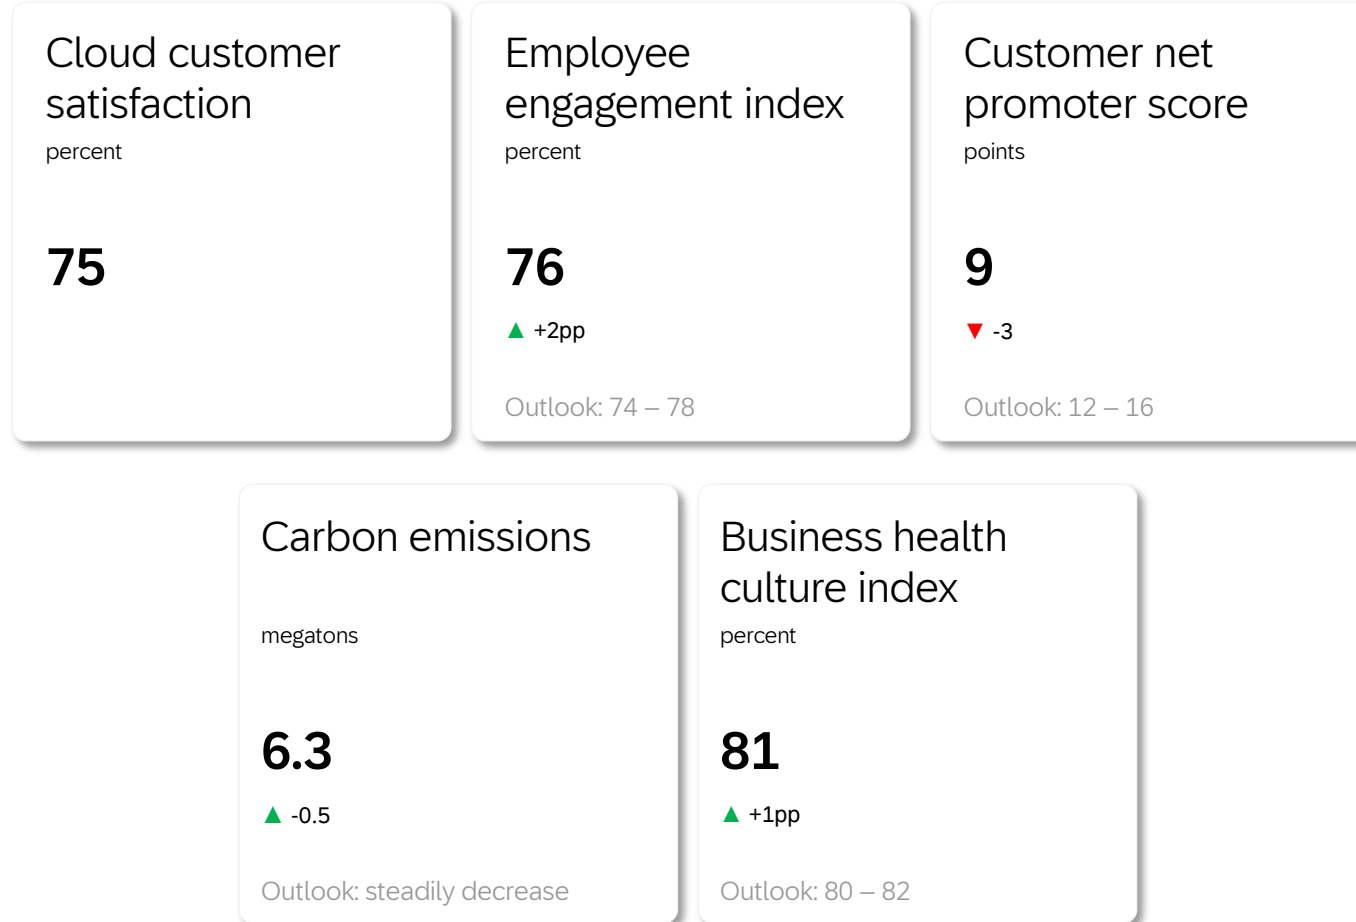 Cloud customer
satisfaction
percent
75
Employee
engagement index
percent
76
▲ +2pp
Outlook: 74 – 78
Customer net
promoter score
points
9
▼ -3
Outlook: 12 – 16
Carbon emissions
megatons
6.3
▲ -0.5
Outlook: steadily decrease
Business health
culture index
percent
81
▲ +1pp
Outlook: 80 – 82